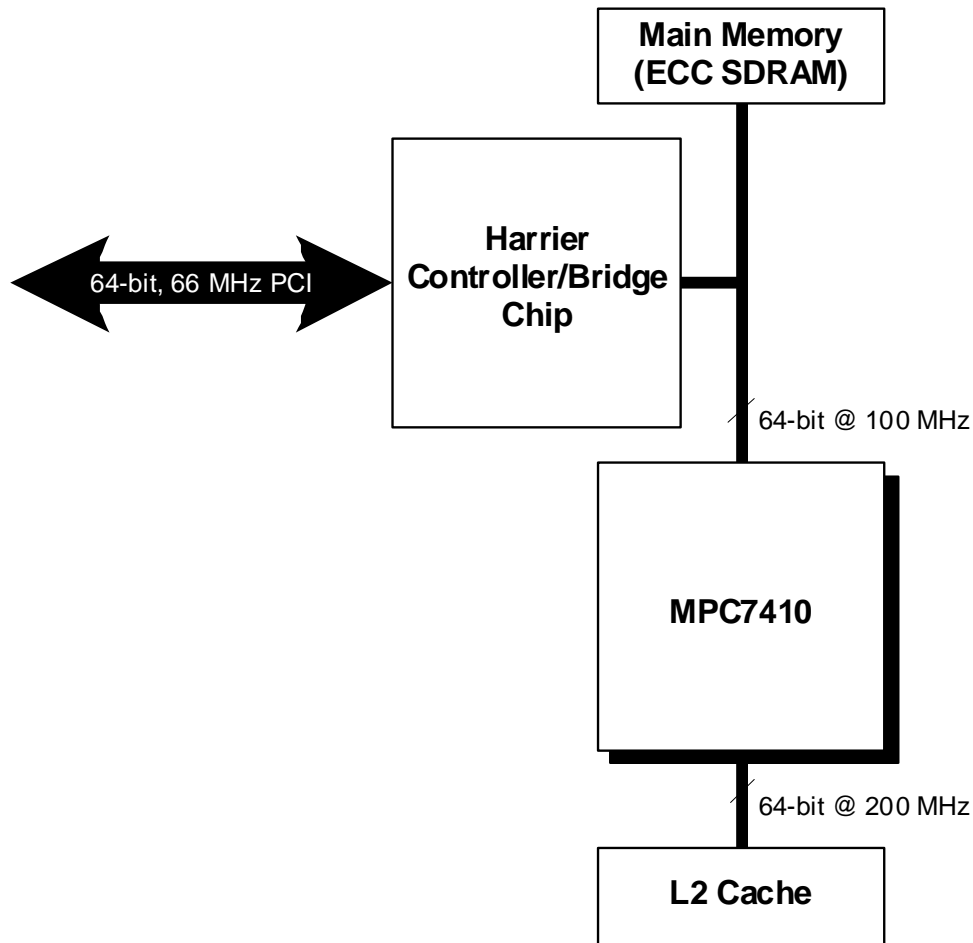 Main Memory
(ECC SDRAM)
Harrier
Controller/Bridge
Chip
64-bit, 66 MHz PCI
64-bit @ 100 MHz
MPC7410
64-bit @ 200 MHz
L2 Cache